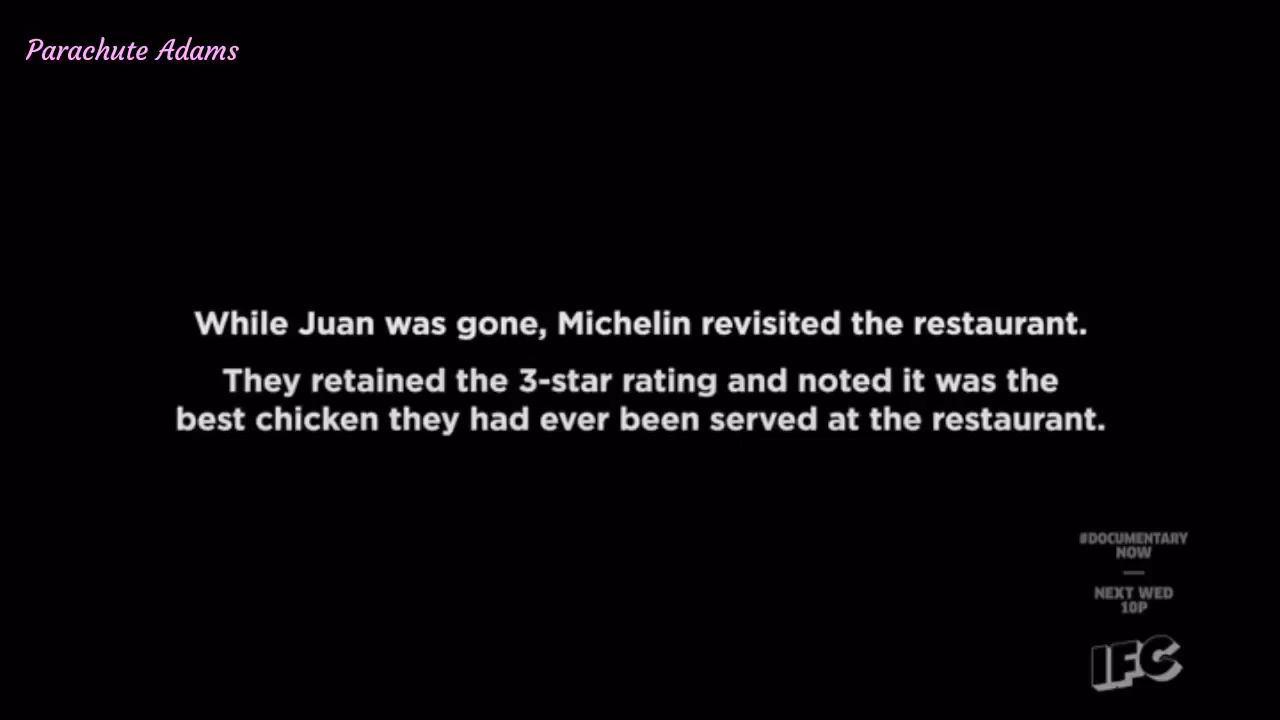 Parachute Adams
While Juan was gone, Michelin revisited the restaurant.
They retained the 3-star rating and noted it was the
best chicken they had ever been served at the restaurant.
#DOCUMENTARY
NOW
NEXT WED
10P
IFC